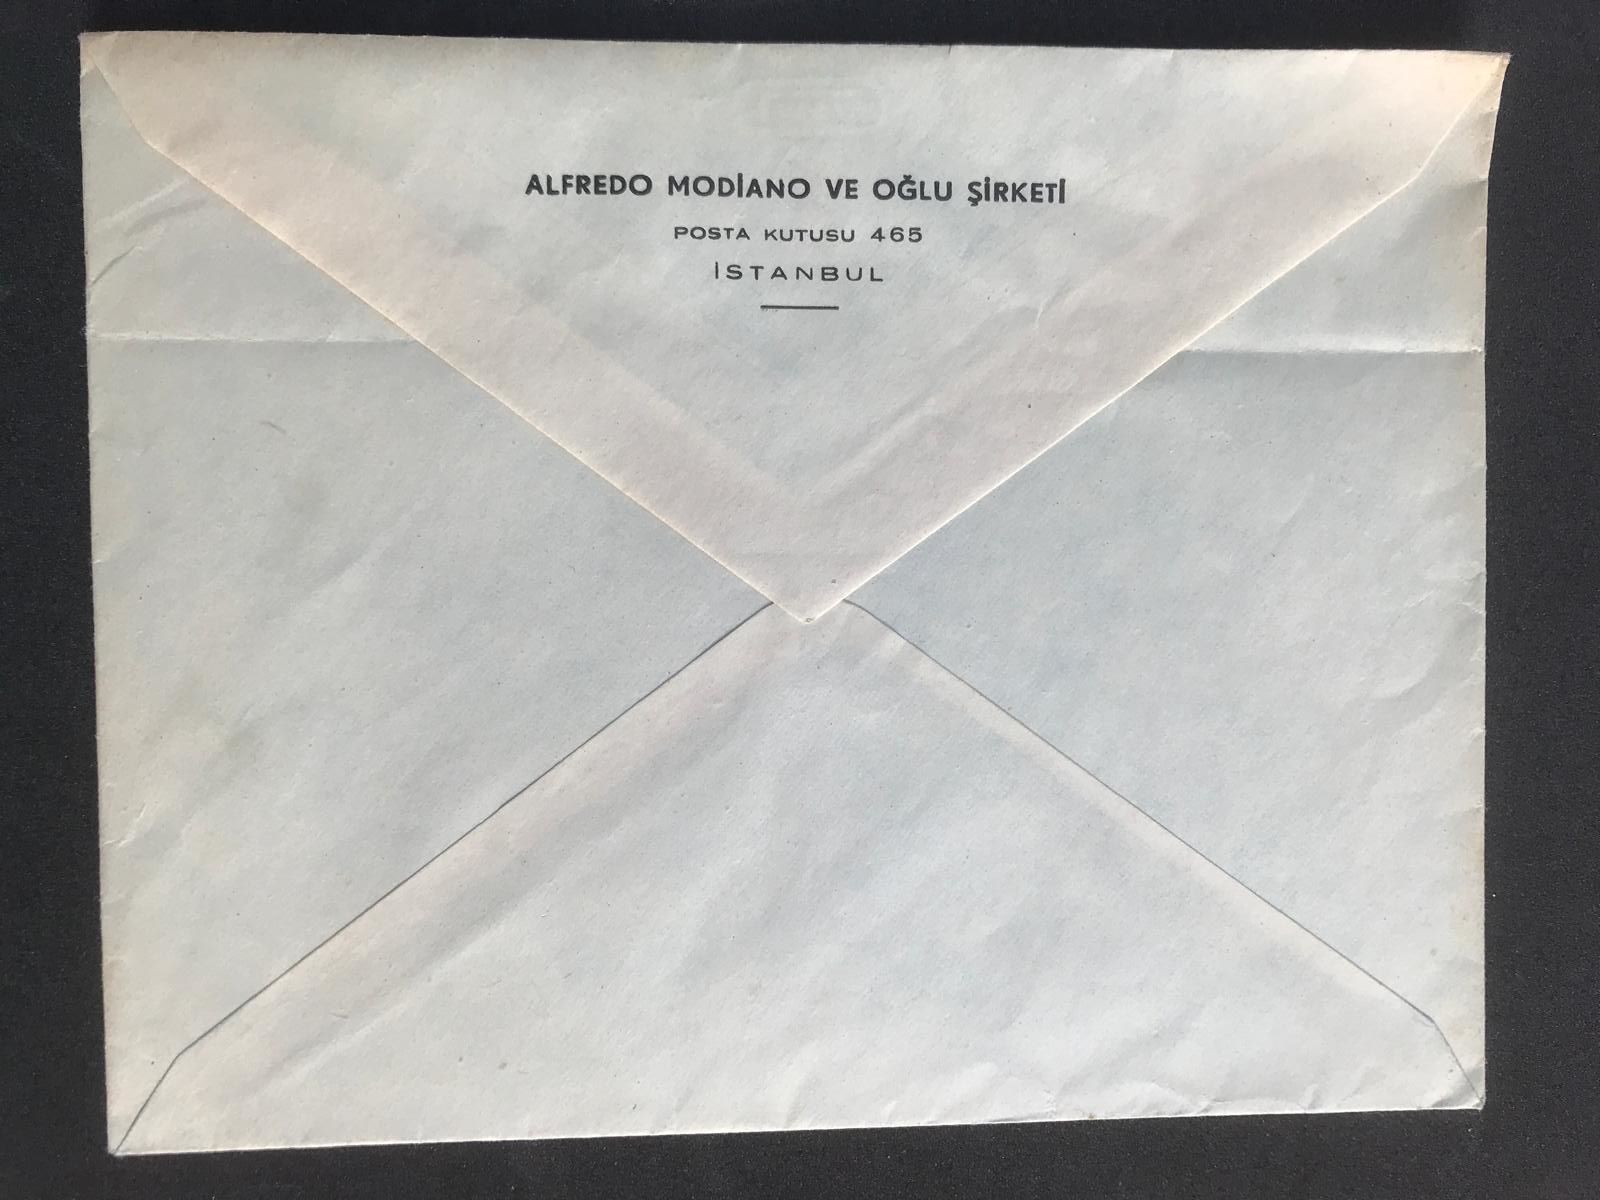 ALFREDO MODİANO VE OĞLU ŞİRKETİ
POSTA KUTUSU 465
İSTANBUL